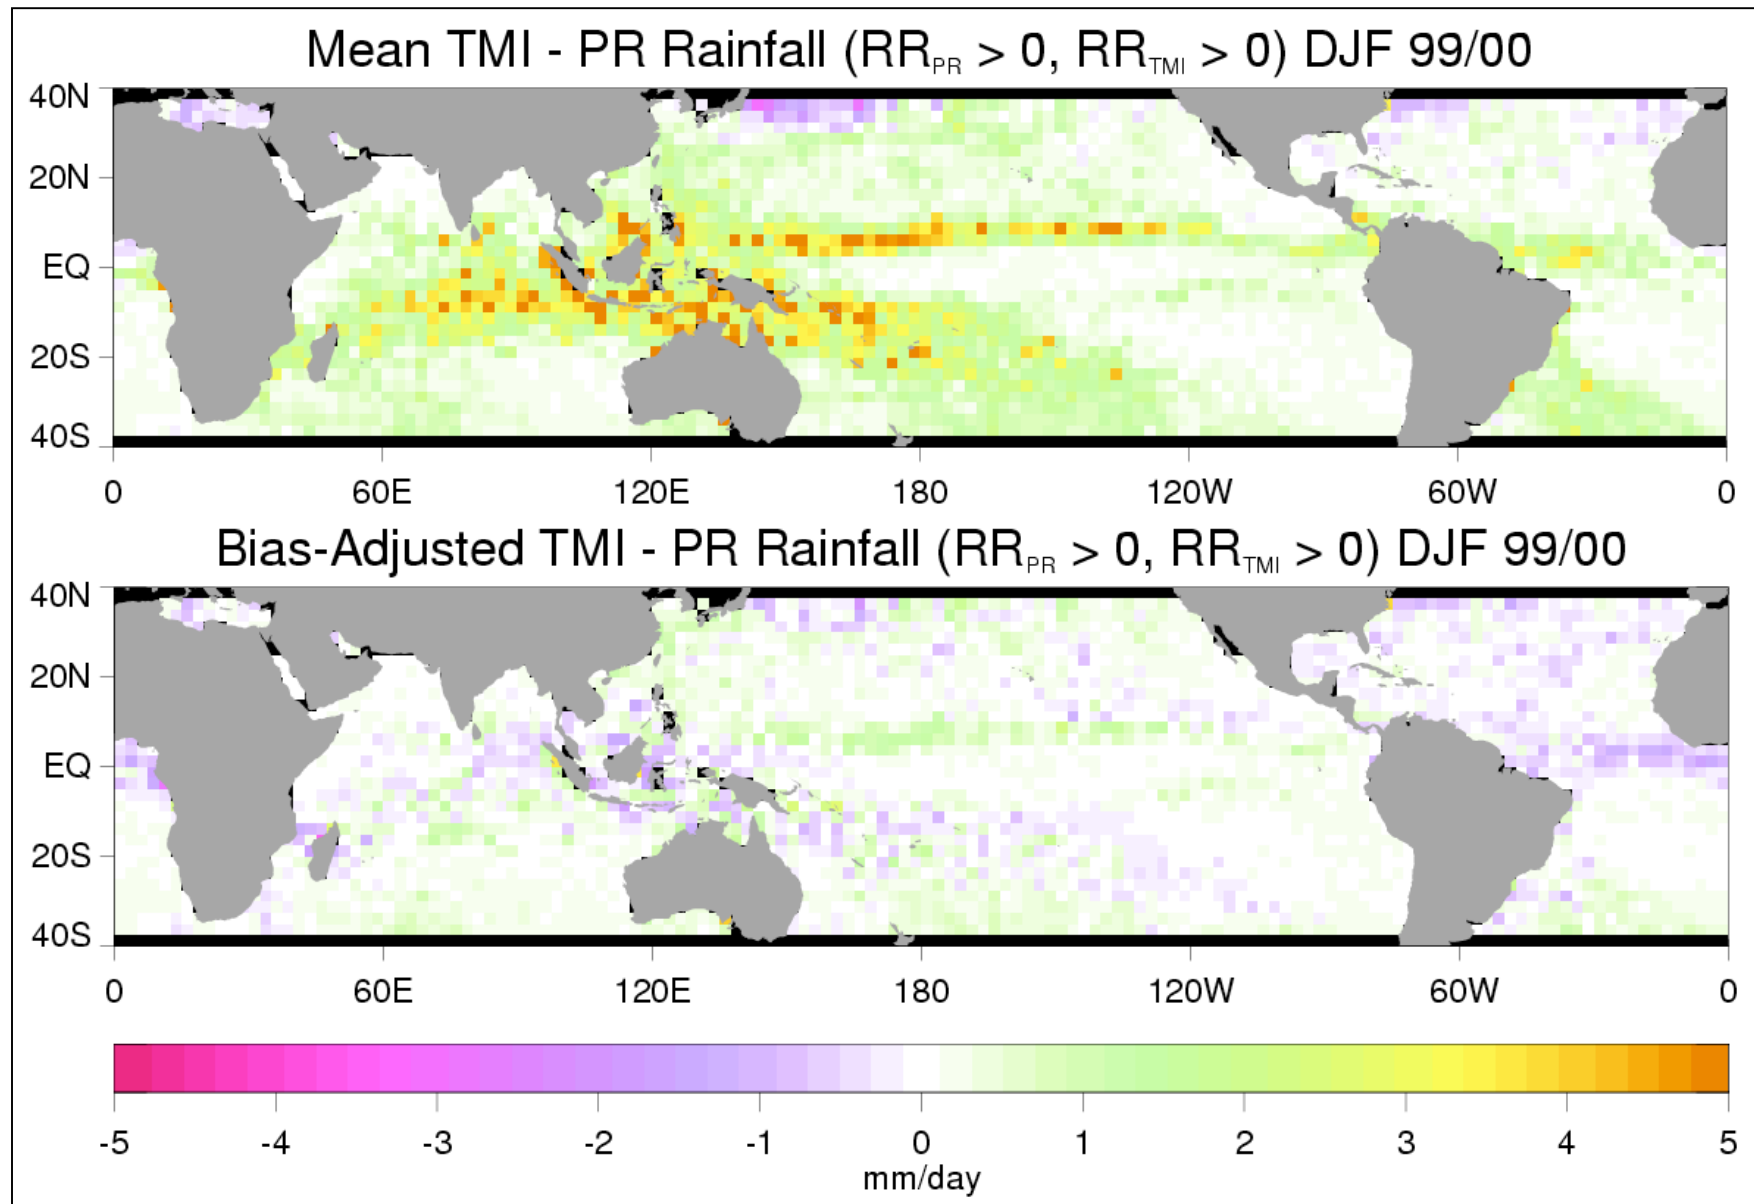 Mean TMI - PR Rainfall (RR_PR > 0, RR_TMI > 0) DJF 99/00
40N
20N
EQ
20S
40S
0 60E 120E 180 120W 60W 0
Bias-Adjusted TMI - PR Rainfall (RR_PR > 0, RR_TMI > 0) DJF 99/00
40N
20N
EQ
20S
40S
0 60E 120E 180 120W 60W 0
-5 -4 -3 -2 -1 0 1 2 3 4 5
mm/day